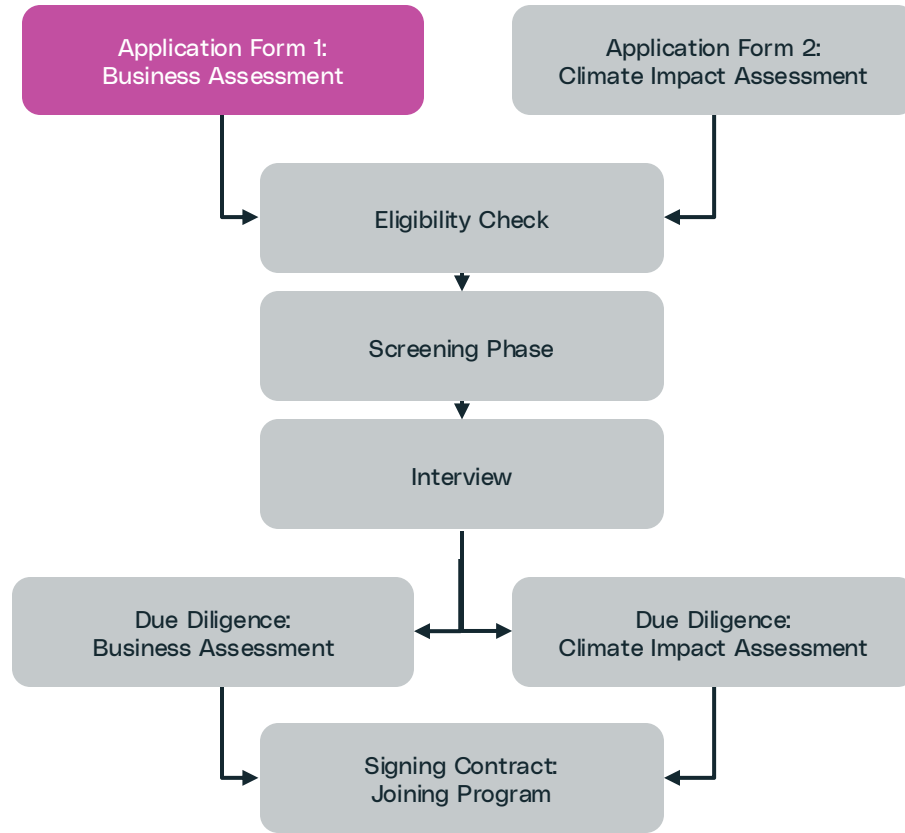 Application Form 1:
Business Assessment
Application Form 2:
Climate Impact Assessment
Eligibility Check
Screening Phase
Interview
Due Diligence:
Business Assessment
Due Diligence:
Climate Impact Assessment
Signing Contract:
Joining Program